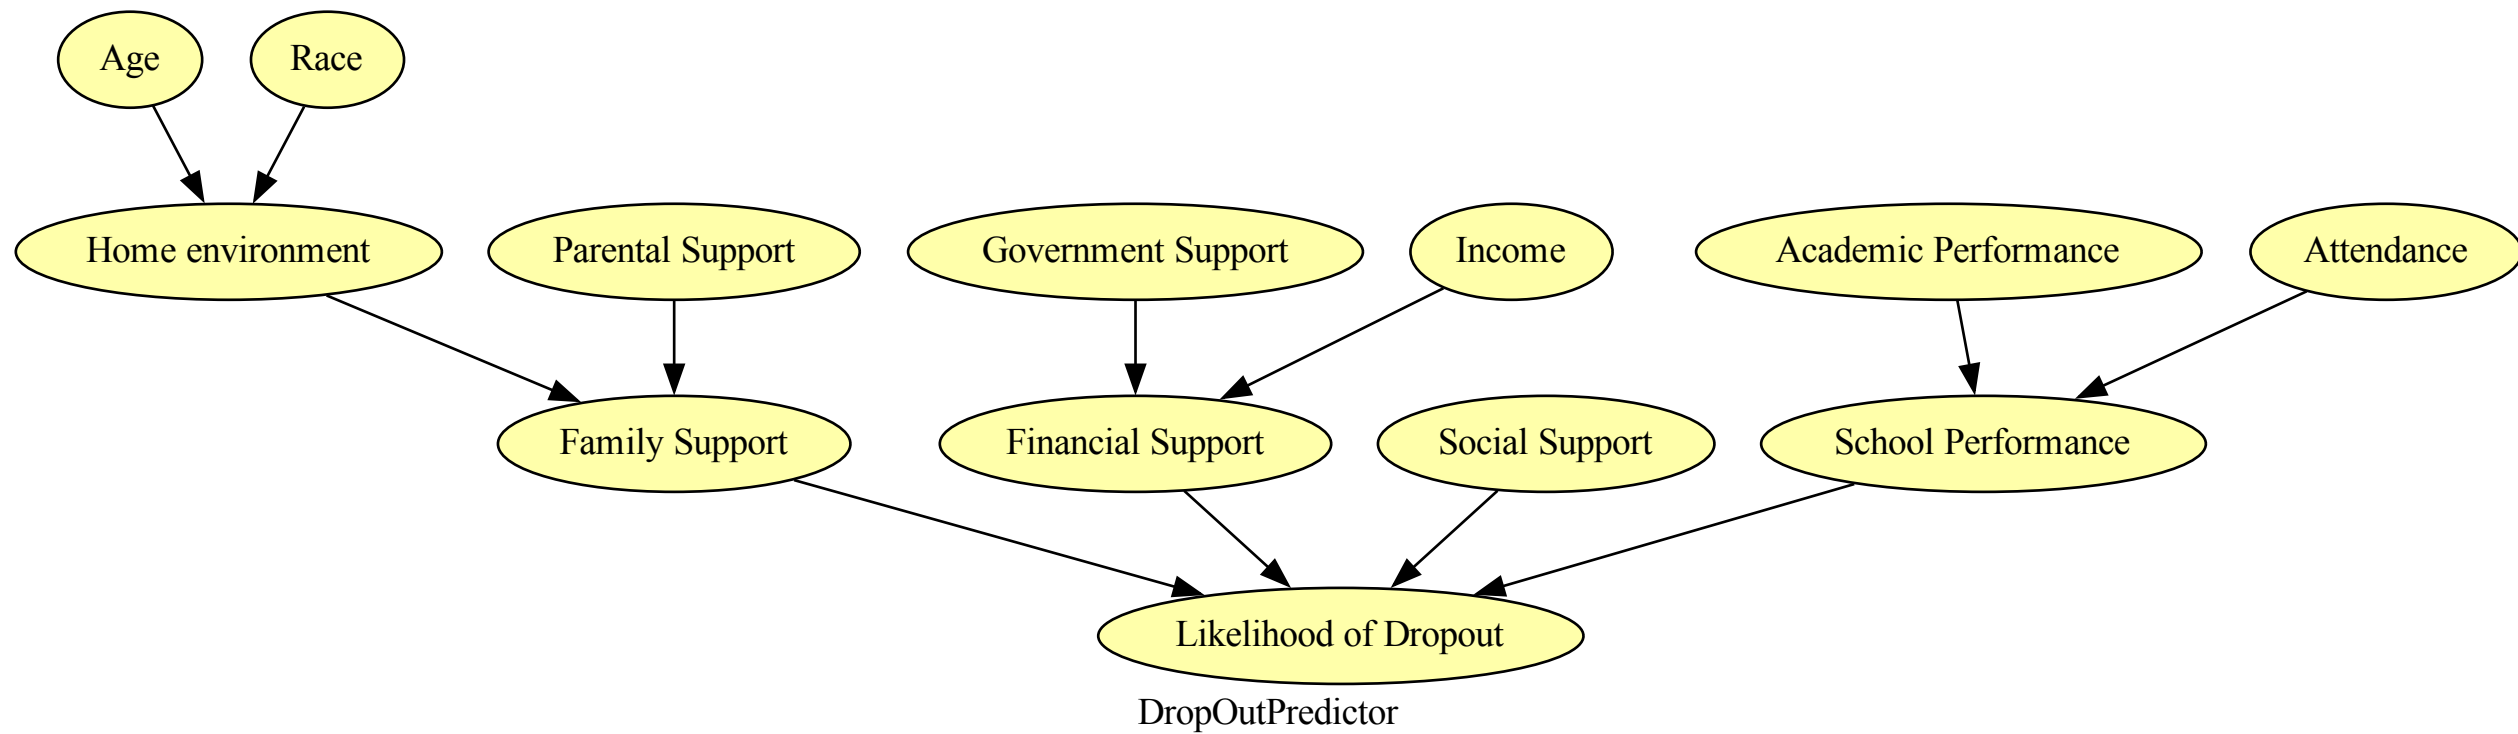 Age
Race
Home environment
Parental Support
Government Support
Income
Academic Performance
Attendance
Family Support
Financial Support
Social Support
School Performance
Likelihood of Dropout
DropOutPredictor